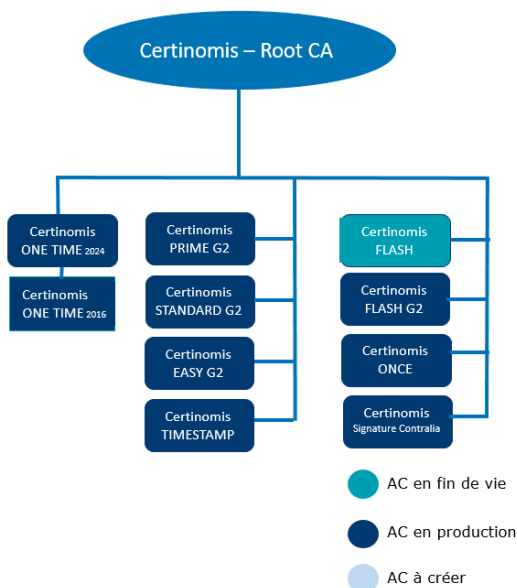 Certinomis – Root CA
Certinomis
ONE TIME 2024
Certinomis
ONE TIME 2016
Certinomis
PRIME G2
Certinomis
STANDARD G2
Certinomis
EASY G2
Certinomis
TIMESTAMP
Certinomis
FLASH
Certinomis
FLASH G2
Certinomis
ONCE
Certinomis
Signature Contralia
AC en fin de vie
AC en production
AC à créer